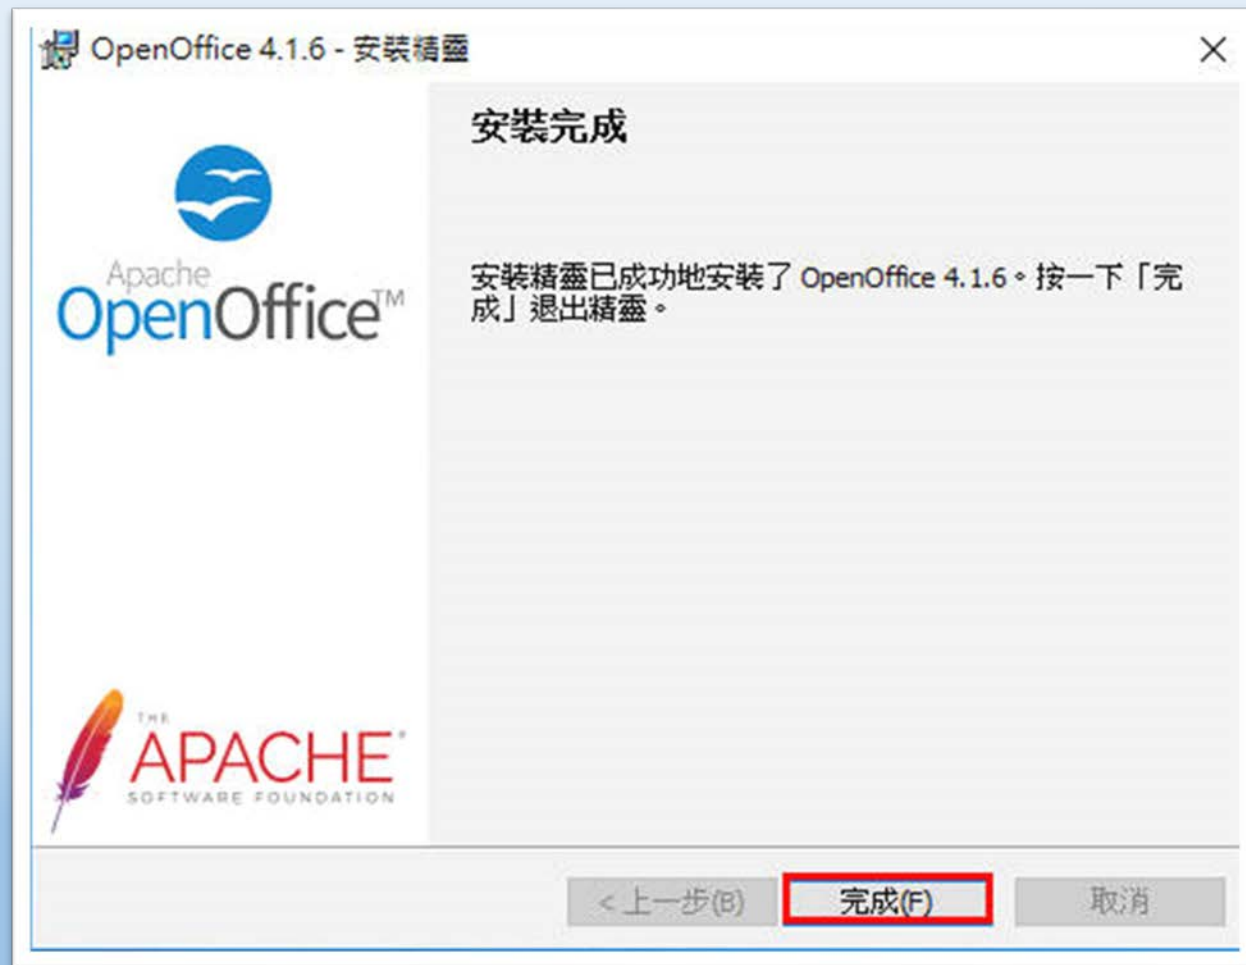 OpenOffice 4.1.6 - 安裝精靈
安裝完成
Apache
OpenOffice™
安裝精靈已成功地安裝了 OpenOffice 4.1.6。按一下「完
成」退出精靈。
THE
APACHE®
SOFTWARE FOUNDATION
<上一步(B)
完成(F)
取消